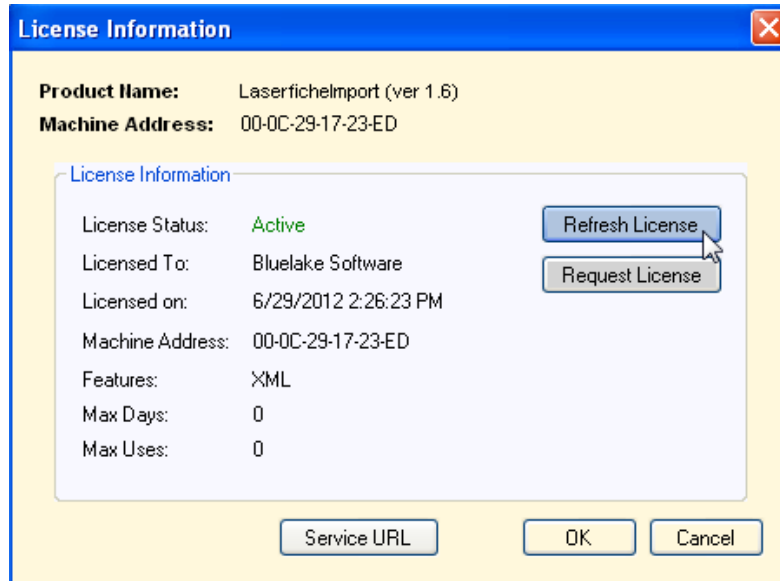 License Information
Product Name: LaserficheImport (ver 1.6)
Machine Address: 00-0C-29-17-23-ED
License Information
License Status: Active
Refresh License
Licensed To: Bluelake Software
Request License
Licensed on: 6/29/2012 2:26:23 PM
Machine Address: 00-0C-29-17-23-ED
Features: XML
Max Days: 0
Max Uses: 0
Service URL OK Cancel